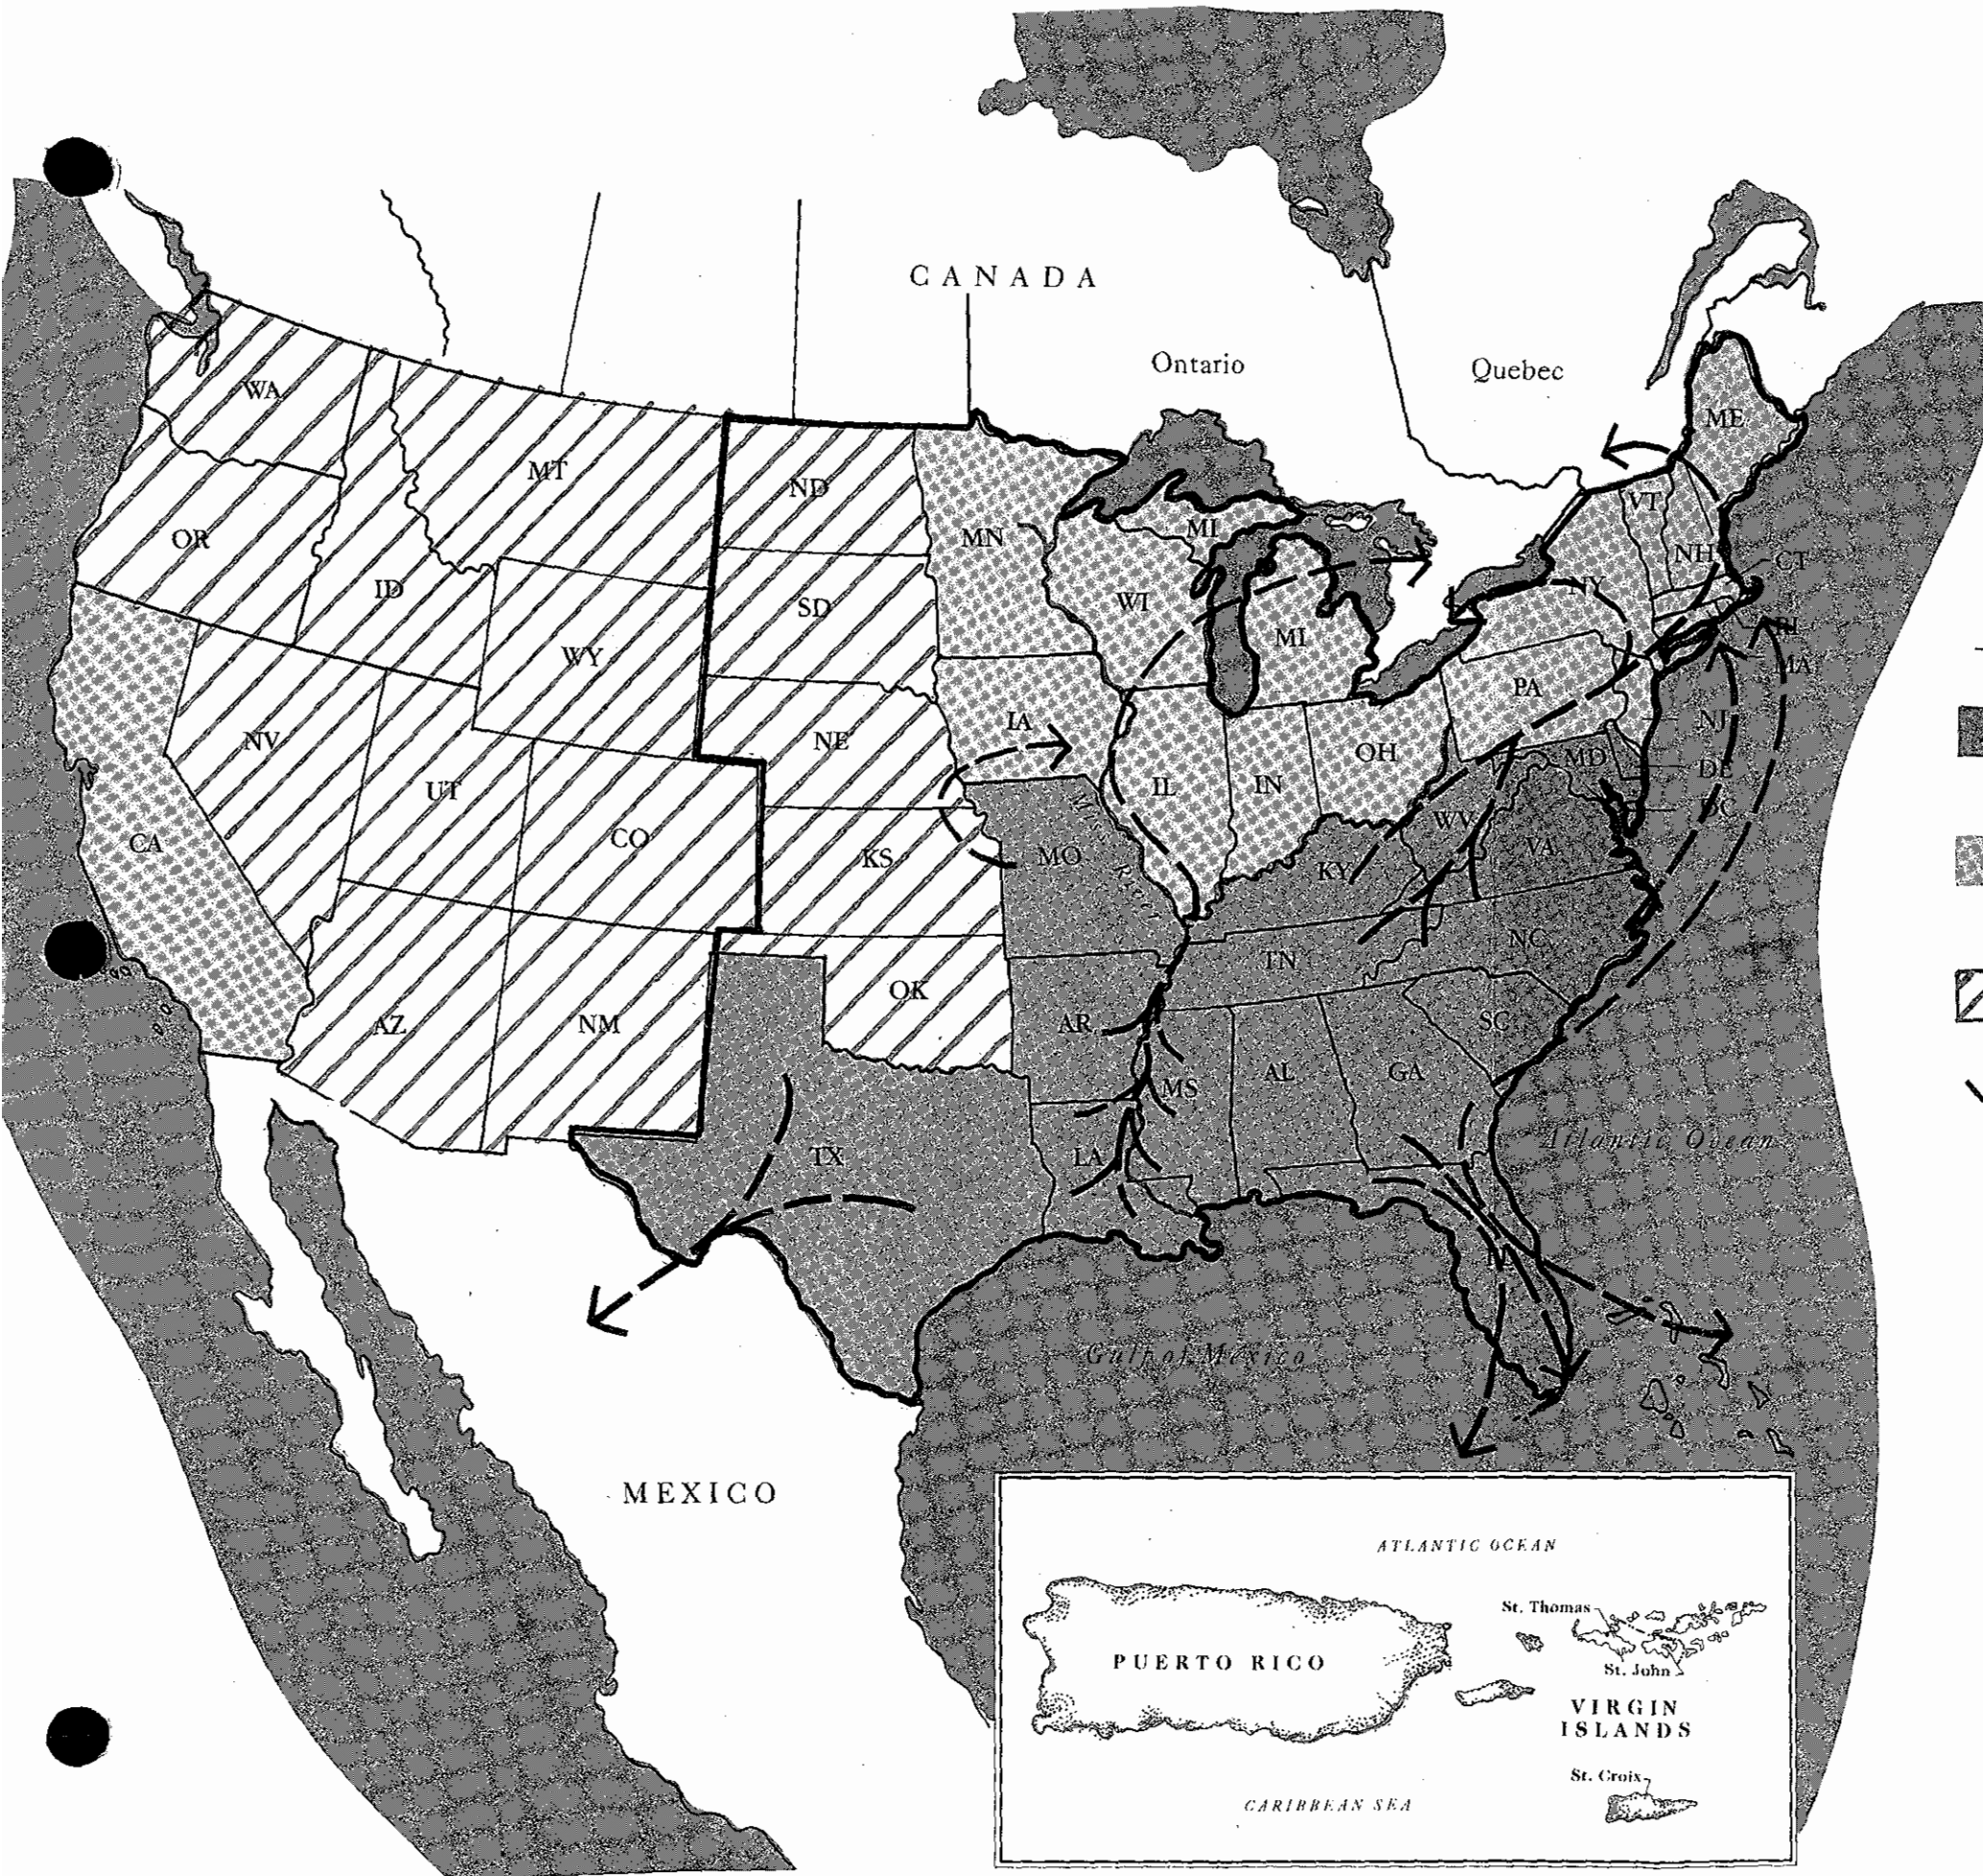 CANADA
Ontario
Quebec
ME
WA
MT
ND
VT
MN
MI
OR
NH
CT
ID
SD
WI
NY
RI
MI
WY
MA
PA
IA
NJ
NV
NE
OH
MD
DE
UT
IL
IN
DC
CO
WV
CA
KS
MO
KY
VA
Miss. River
NC
TN
OK
AZ
NM
AR
SC
MS
AL
GA
TX
LA
Atlantic Ocean
Gulf of Mexico
MEXICO
ATLANTIC OCEAN
St. Thomas
PUERTO RICO
St. John
VIRGIN
ISLANDS
St. Croix
CARIBBEAN SEA